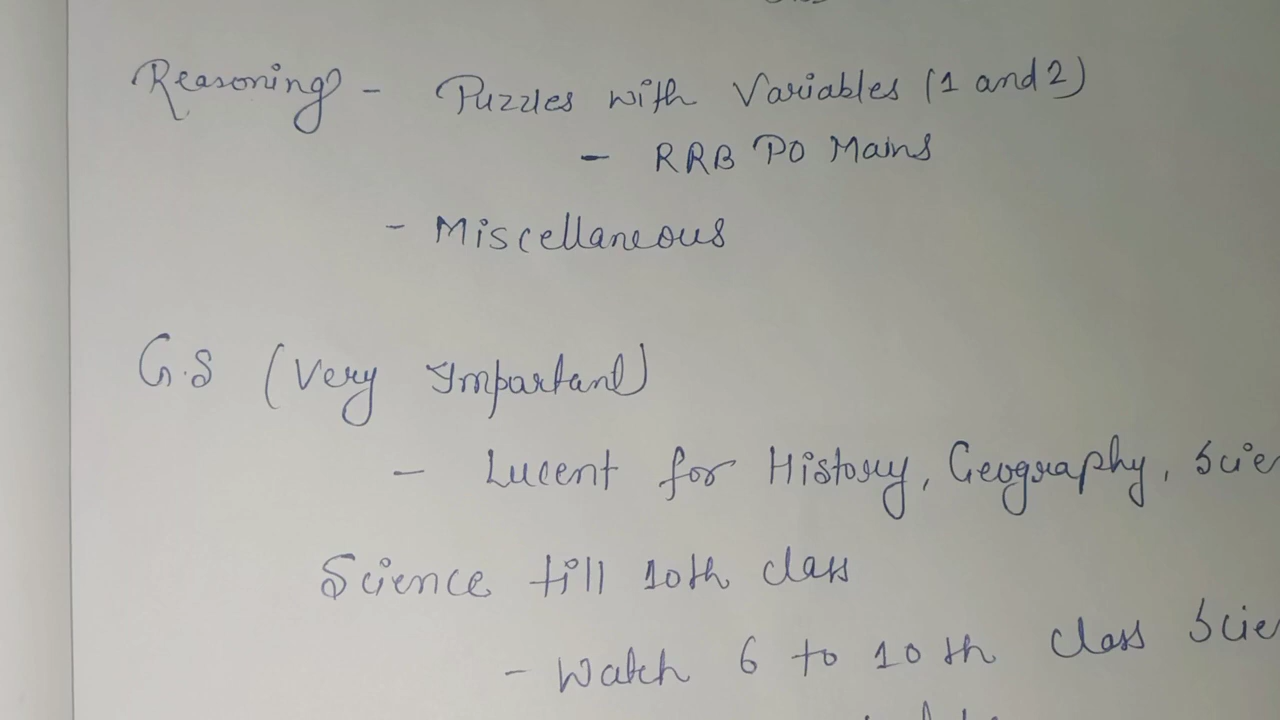 Reasoning - Puzzles with Variables (1 and 2)
- RRB PO Mains
- Miscellaneous
G.S (Very Important)
- Lucent for History, Geography, Scie
Science till 10th class
- Watch 6 to 10th class Scie